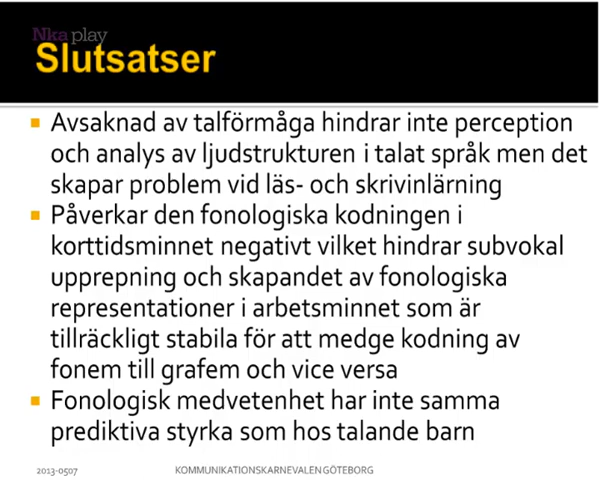 Nka play
Slutsatser
Avsaknad av talförmåga hindrar inte perception
och analys av ljudstrukturen i talat språk men det
skapar problem vid läs- och skrivinlärning
Påverkar den fonologiska kodningen i
korttidsminnet negativt vilket hindrar subvokal
upprepning och skapandet av fonologiska
representationer i arbetsminnet som är
tillräckligt stabila för att medge kodning av
fonem till grafem och vice versa
Fonologisk medvetenhet har inte samma
prediktiva styrka som hos talande barn
2013-0507 KOMMUNIKATIONSKARNEVALEN GÖTEBORG